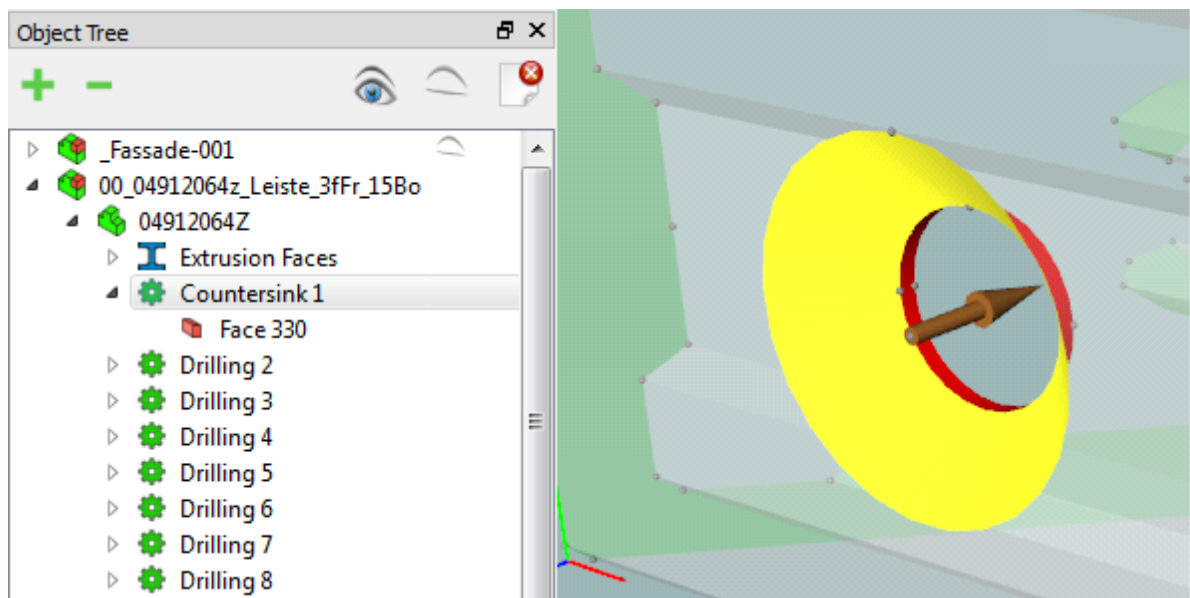 Object Tree
_Fassade-001
00_04912064z_Leiste_3fFr_15Bo
04912064Z
Extrusion Faces
Countersink 1
Face 330
Drilling 2
Drilling 3
Drilling 4
Drilling 5
Drilling 6
Drilling 7
Drilling 8